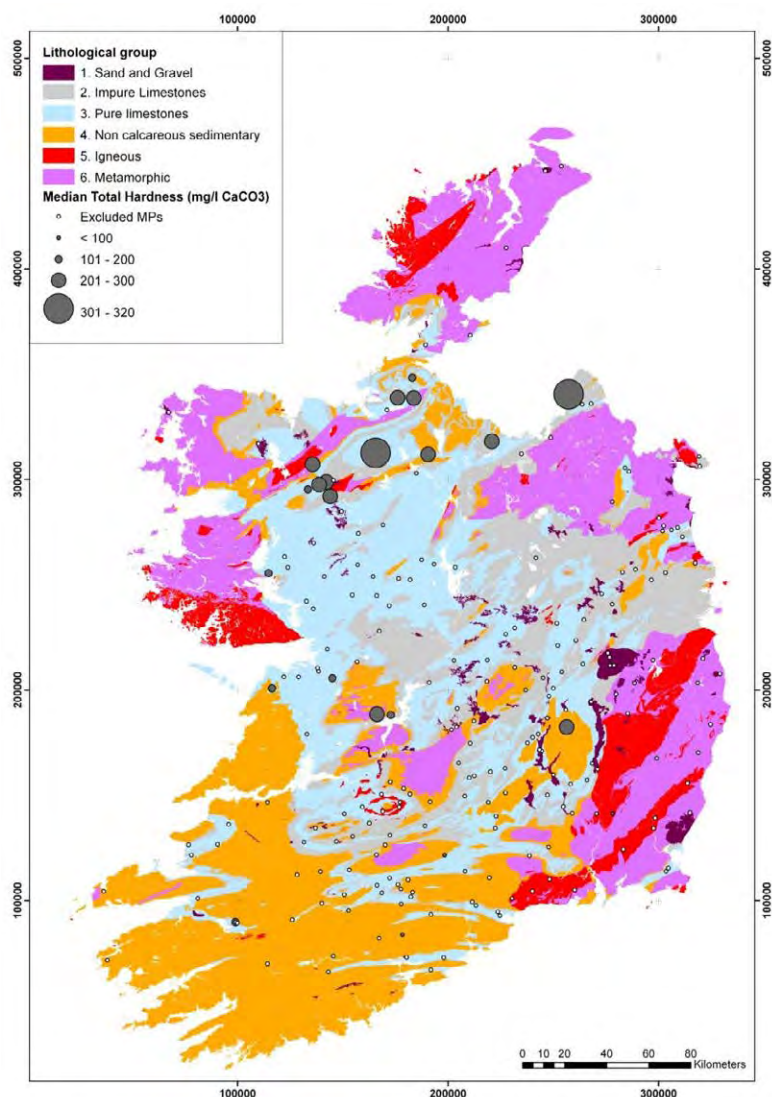 100000 200000 300000
Lithological group
1. Sand and Gravel
2. Impure Limestones
3. Pure limestones
4. Non calcareous sedimentary
5. Igneous
6. Metamorphic
Median Total Hardness (mg/l CaCO3)
Excluded MPs
< 100
101 - 200
201 - 300
301 - 320
500000 500000
400000 400000
300000 300000
200000 200000
100000 100000
0 10 20 40 60 80
Kilometers
100000 200000 300000